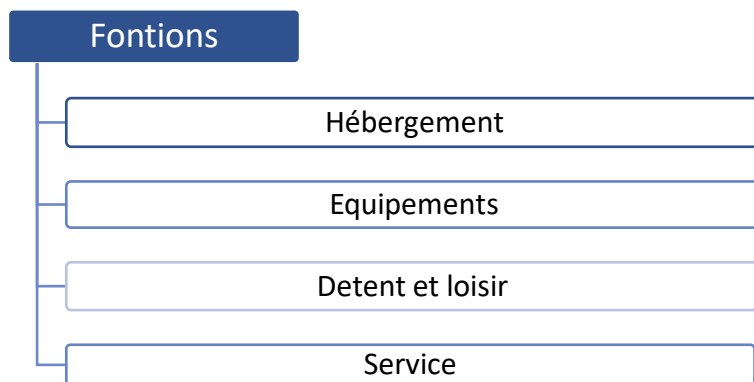 Fontions
Hébergement
Equipements
Detent et loisir
Service